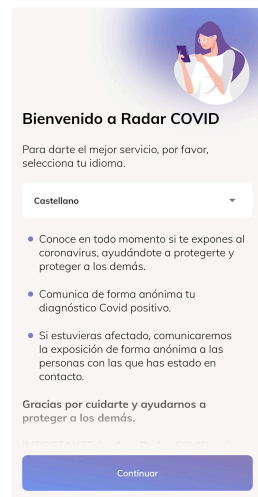 Bienvenido a Radar COVID
Para darte el mejor servicio, por favor,
selecciona tu idioma.
Castellano
Conoce en todo momento si te expones al
coronavirus, ayudándote a protegerte y
proteger a los demás.
Comunica de forma anónima tu
diagnóstico Covid positivo.
Si estuvieras afectado, comunicaremos
la exposición de forma anónima a las
personas con las que has estado en
contacto.
Gracias por cuidarte y ayudarnos a
proteger a los demás.
Continuar